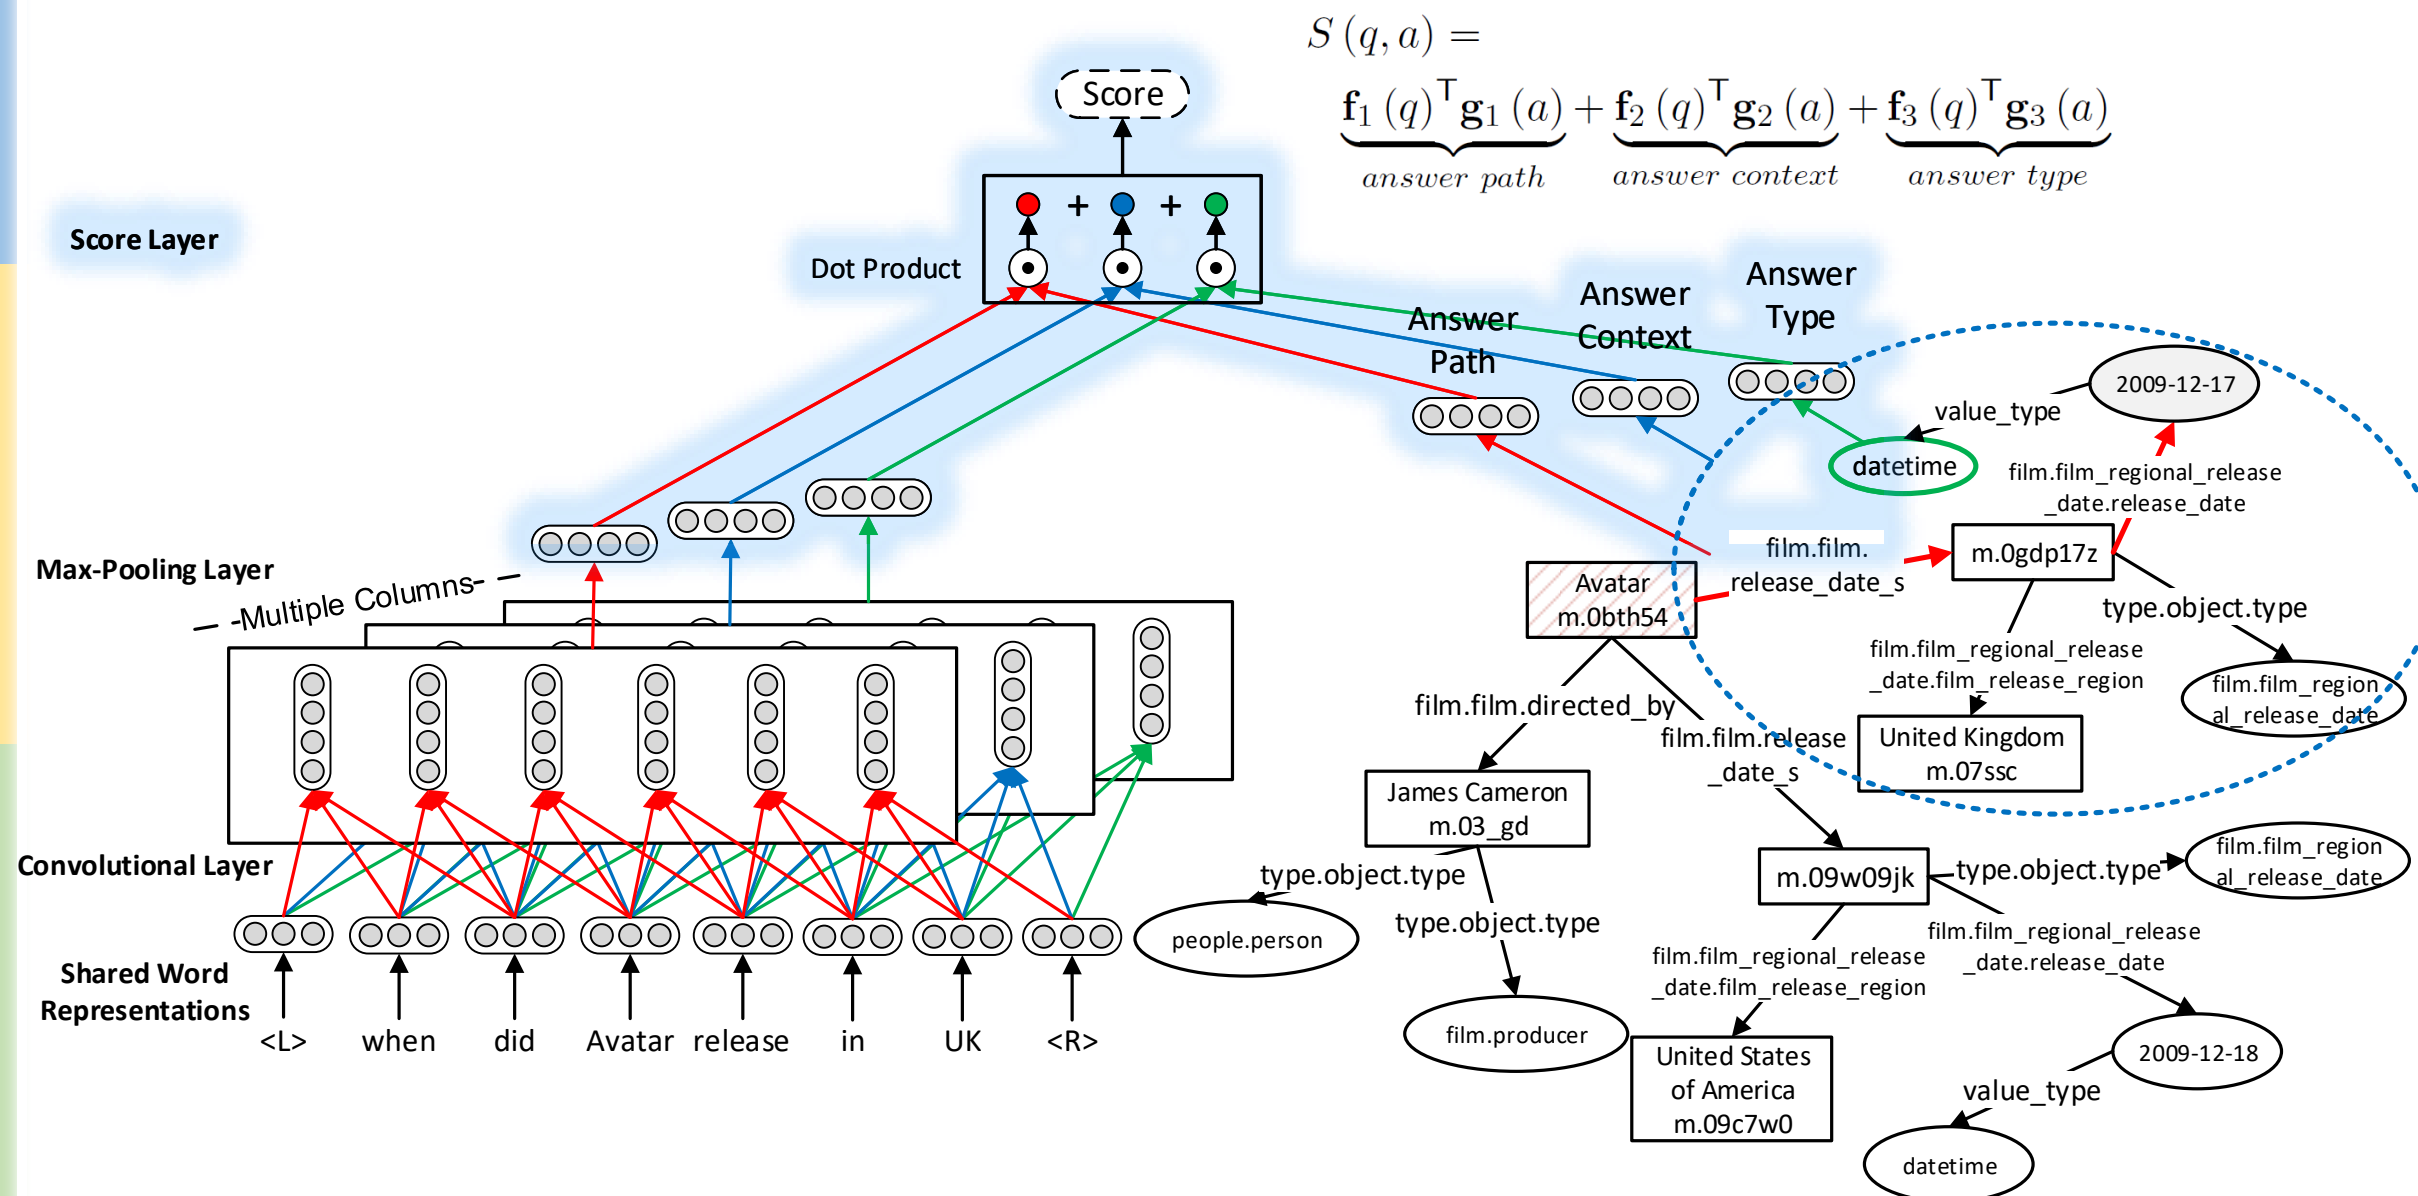 S (q, a) =
f₁ (q)ᵀg₁ (a) + f₂ (q)ᵀg₂ (a) + f₃ (q)ᵀg₃ (a)
answer path
answer context
answer type
Score
+ +
Score Layer
Dot Product
Answer
Path
Answer
Context
Answer
Type
2009-12-17
value_type
datetime
film.film_regional_release
_date.release_date
film.film.
release_date_s
m.0gdp17z
Avatar
m.0bth54
type.object.type
film.film_region
al_release_date
film.film_regional_release
_date.film_release_region
United Kingdom
m.07ssc
Max-Pooling Layer
Multiple Columns
film.film.directed_by
film.film.release
_date_s
James Cameron
m.03_gd
Convolutional Layer
type.object.type
people.person
type.object.type
film.producer
m.09w09jk
type.object.type
film.film_region
al_release_date
film.film_regional_release
_date.film_release_region
film.film_regional_release
_date.release_date
United States
of America
m.09c7w0
2009-12-18
value_type
datetime
Shared Word
Representations
<L> when did Avatar release in UK <R>